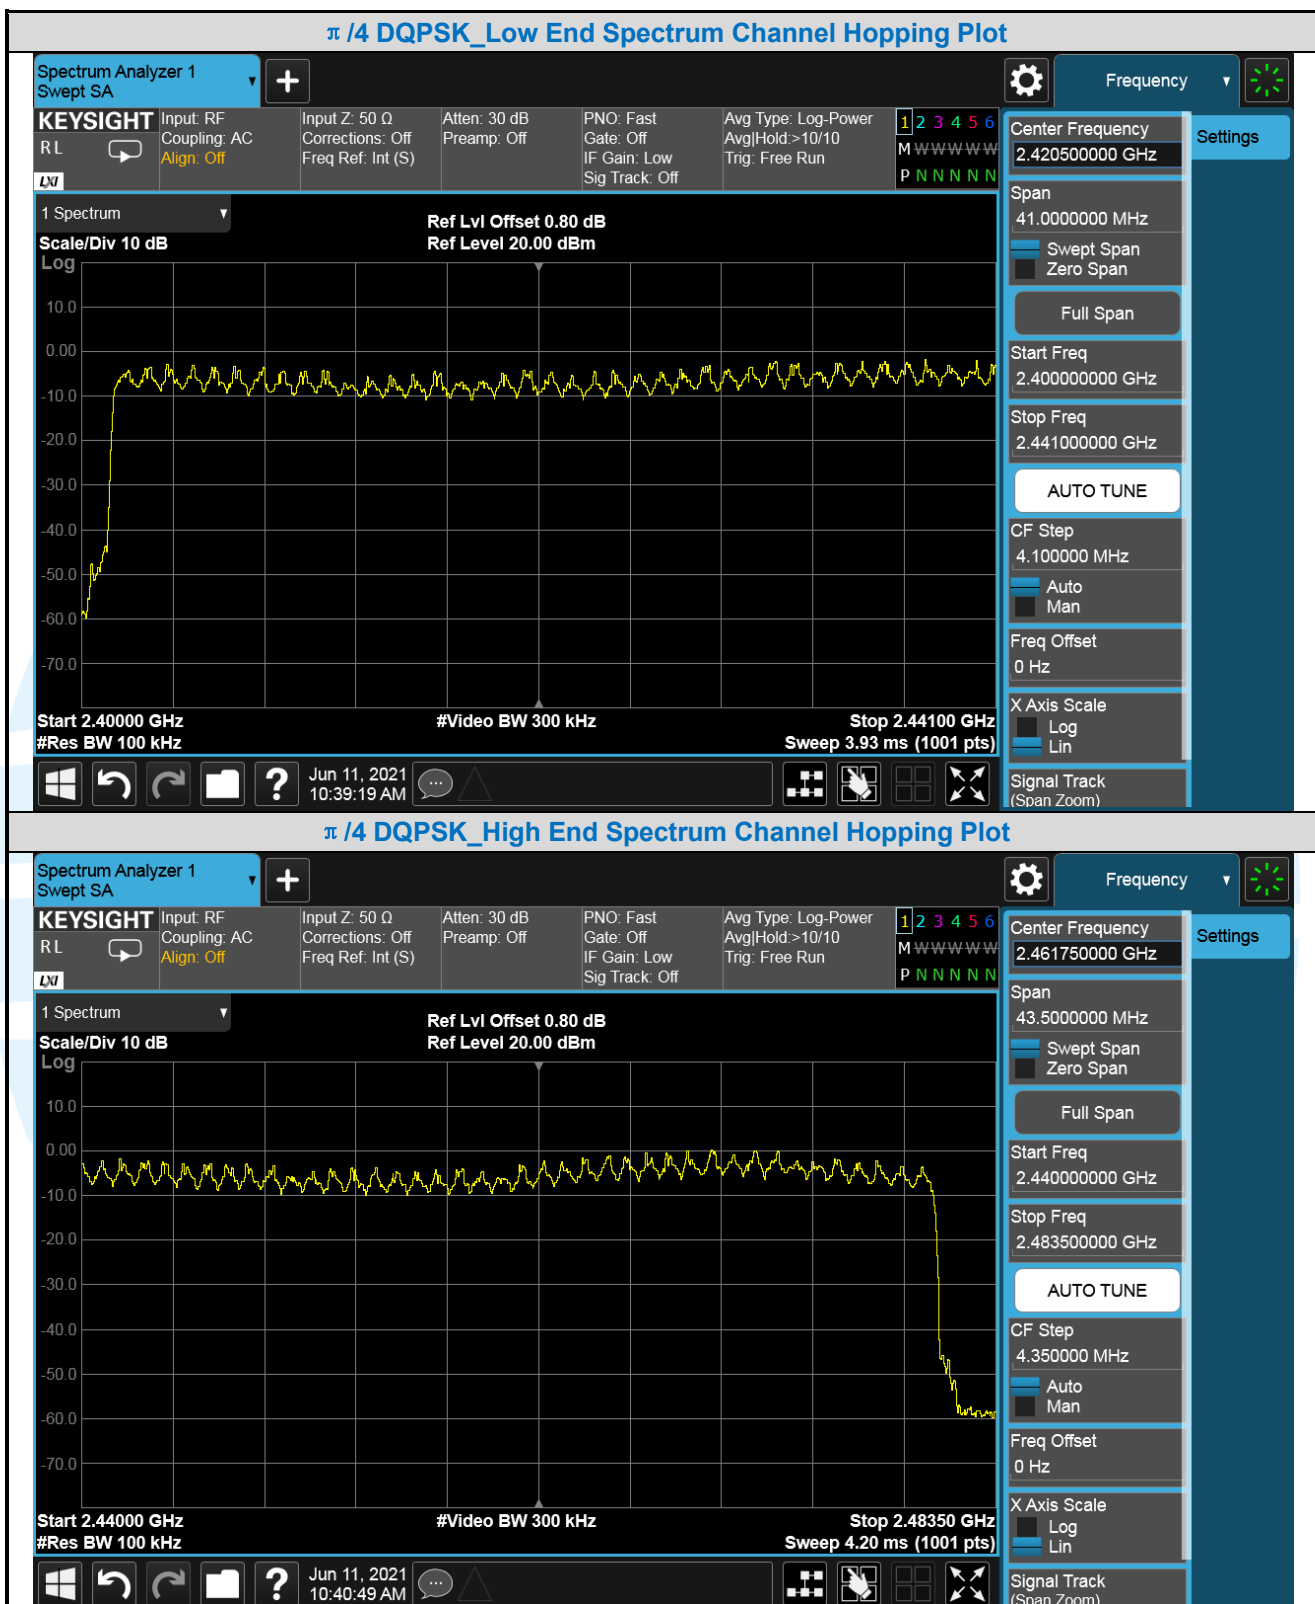 π /4 DQPSK_Low End Spectrum Channel Hopping Plot
Spectrum Analyzer 1
Swept SA
Frequency
KEYSIGHT
R L
LXI
Input: RF
Coupling: AC
Align: Off
Input Z: 50 Ω
Corrections: Off
Freq Ref: Int (S)
Atten: 30 dB
Preamp: Off
PNO: Fast
Gate: Off
IF Gain: Low
Sig Track: Off
Avg Type: Log-Power
Avg|Hold:>10/10
Trig: Free Run
1 2 3 4 5 6
M W W W W W
P N N N N N
Center Frequency
2.420500000 GHz
Settings
Span
41.0000000 MHz
Swept Span
Zero Span
Full Span
Start Freq
2.400000000 GHz
Stop Freq
2.441000000 GHz
AUTO TUNE
CF Step
4.100000 MHz
Auto
Man
Freq Offset
0 Hz
X Axis Scale
Log
Lin
Signal Track
(Span Zoom)
1 Spectrum
Scale/Div 10 dB
Ref Lvl Offset 0.80 dB
Ref Level 20.00 dBm
Log
10.0
0.00
-10.0
-20.0
-30.0
-40.0
-50.0
-60.0
-70.0
Start 2.40000 GHz
#Video BW 300 kHz
Stop 2.44100 GHz
#Res BW 100 kHz
Sweep 3.93 ms (1001 pts)
?
Jun 11, 2021
10:39:19 AM
π /4 DQPSK_High End Spectrum Channel Hopping Plot
Spectrum Analyzer 1
Swept SA
Frequency
KEYSIGHT
R L
LXI
Input: RF
Coupling: AC
Align: Off
Input Z: 50 Ω
Corrections: Off
Freq Ref: Int (S)
Atten: 30 dB
Preamp: Off
PNO: Fast
Gate: Off
IF Gain: Low
Sig Track: Off
Avg Type: Log-Power
Avg|Hold:>10/10
Trig: Free Run
1 2 3 4 5 6
M W W W W W
P N N N N N
Center Frequency
2.461750000 GHz
Settings
Span
43.5000000 MHz
Swept Span
Zero Span
Full Span
Start Freq
2.440000000 GHz
Stop Freq
2.483500000 GHz
AUTO TUNE
CF Step
4.350000 MHz
Auto
Man
Freq Offset
0 Hz
X Axis Scale
Log
Lin
Signal Track
(Span Zoom)
1 Spectrum
Scale/Div 10 dB
Ref Lvl Offset 0.80 dB
Ref Level 20.00 dBm
Log
10.0
0.00
-10.0
-20.0
-30.0
-40.0
-50.0
-60.0
-70.0
Start 2.44000 GHz
#Video BW 300 kHz
Stop 2.48350 GHz
#Res BW 100 kHz
Sweep 4.20 ms (1001 pts)
?
Jun 11, 2021
10:40:49 AM